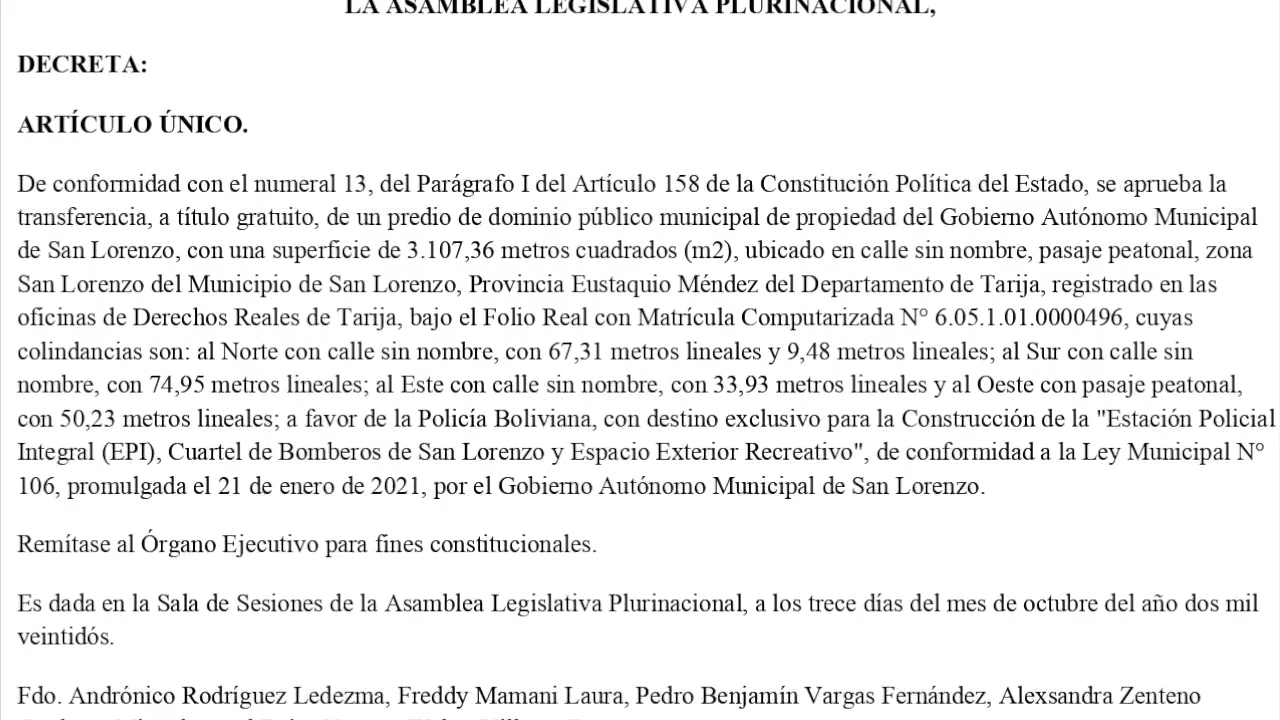 LA ASAMBLEA LEGISLATIVA PLURINACIONAL,
DECRETA:
ARTÍCULO ÚNICO.
De conformidad con el numeral 13, del Parágrafo I del Artículo 158 de la Constitución Política del Estado, se aprueba la
transferencia, a título gratuito, de un predio de dominio público municipal de propiedad del Gobierno Autónomo Municipal
de San Lorenzo, con una superficie de 3.107,36 metros cuadrados (m2), ubicado en calle sin nombre, pasaje peatonal, zona
San Lorenzo del Municipio de San Lorenzo, Provincia Eustaquio Méndez del Departamento de Tarija, registrado en las
oficinas de Derechos Reales de Tarija, bajo el Folio Real con Matrícula Computarizada N° 6.05.1.01.0000496, cuyas
colindancias son: al Norte con calle sin nombre, con 67,31 metros lineales y 9,48 metros lineales; al Sur con calle sin
nombre, con 74,95 metros lineales; al Este con calle sin nombre, con 33,93 metros lineales y al Oeste con pasaje peatonal,
con 50,23 metros lineales; a favor de la Policía Boliviana, con destino exclusivo para la Construcción de la "Estación Policial
Integral (EPI), Cuartel de Bomberos de San Lorenzo y Espacio Exterior Recreativo", de conformidad a la Ley Municipal N°
106, promulgada el 21 de enero de 2021, por el Gobierno Autónomo Municipal de San Lorenzo.
Remítase al Órgano Ejecutivo para fines constitucionales.
Es dada en la Sala de Sesiones de la Asamblea Legislativa Plurinacional, a los trece días del mes de octubre del año dos mil
veintidós.
Fdo. Andrónico Rodríguez Ledezma, Freddy Mamani Laura, Pedro Benjamín Vargas Fernández, Alexsandra Zenteno